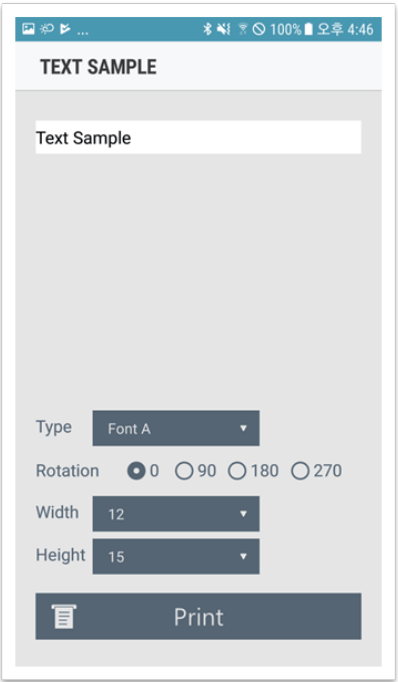 ... 100% 오후 4:46
TEXT SAMPLE
Text Sample
Type Font A
Rotation 0 90 180 270
Width 12
Height 15
Print